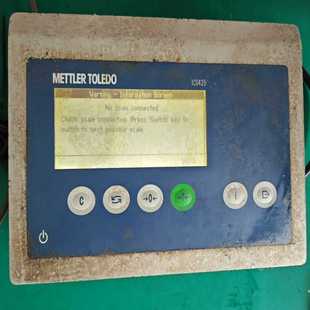 METTLER TOLEDO
ICS425
Warning - Information Screen
No scale connected
Check scale connection. Press 'Switch' key to
switch to next possible scale
C